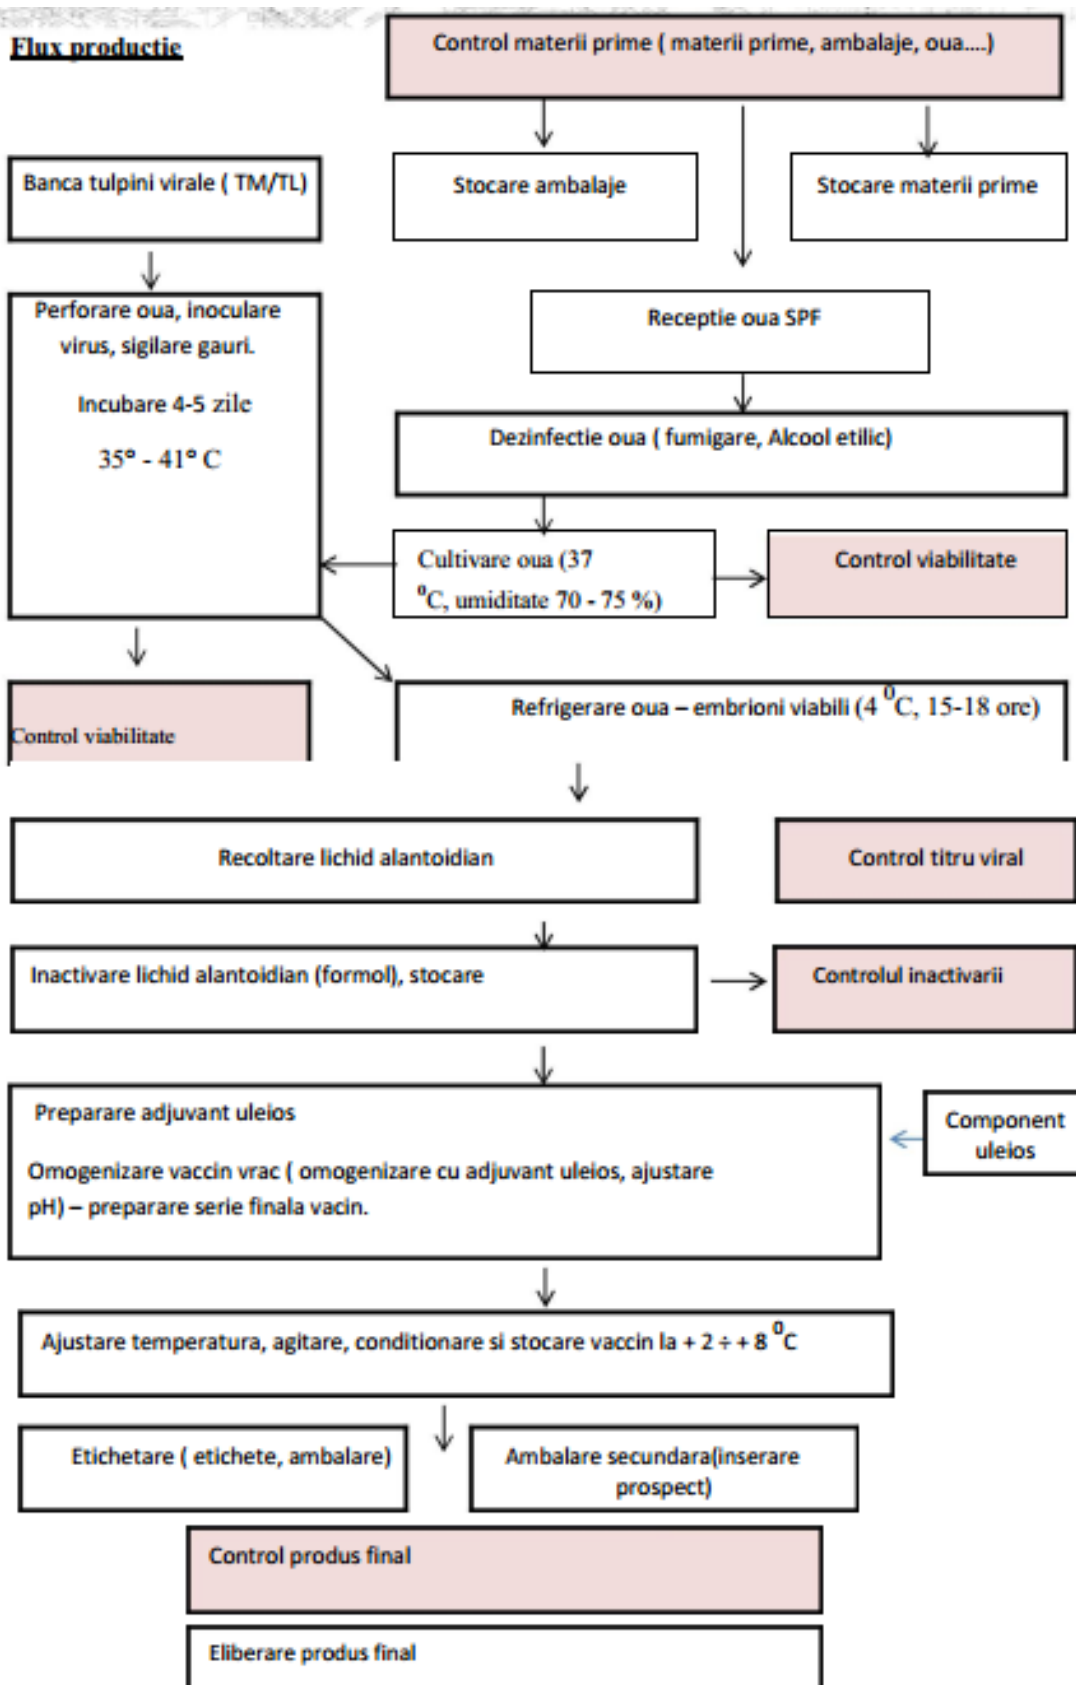 Flux productie
Control materii prime ( materii prime, ambalaje, oua....)
Banca tulpini virale ( TM/TL)
Stocare ambalaje
Stocare materii prime
Perforare oua, inoculare
virus, sigilare gauri.
Incubare 4-5 zile
35° - 41° C
Receptie oua SPF
Dezinfectie oua ( fumigare, Alcool etilic)
Cultivare oua (37
⁰C, umiditate 70 - 75 %)
Control viabilitate
Control viabilitate
Refrigerare oua – embrioni viabili (4 ⁰C, 15-18 ore)
Recoltare lichid alantoidian
Control titru viral
Inactivare lichid alantoidian (formol), stocare
Controlul inactivarii
Preparare adjuvant uleios
Omogenizare vaccin vrac ( omogenizare cu adjuvant uleios, ajustare
pH) – preparare serie finala vacin.
Component
uleios
Ajustare temperatura, agitare, conditionare si stocare vaccin la + 2 ÷ + 8 ⁰C
Etichetare ( etichete, ambalare)
Ambalare secundara(inserare
prospect)
Control produs final
Eliberare produs final